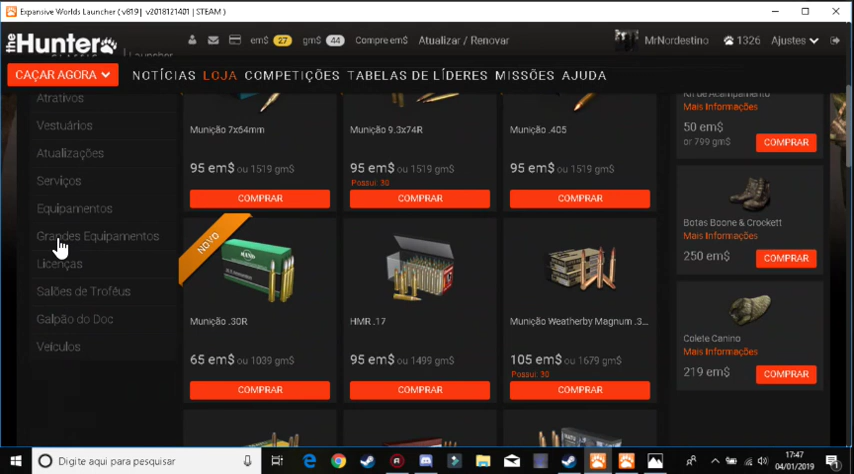 Expansive Worlds Launcher ( v819| v2018121401 | STEAM )
theHunter
CLASSIC Launcher
em$ 27 gm$ 44 Compre em$ Atualizar / Renovar MrNordestino 1326 Ajustes
CAÇAR AGORA NOTÍCIAS LOJA COMPETIÇÕES TABELAS DE LÍDERES MISSÕES AJUDA
Atrativos
Vestuários
Atualizações
Serviços
Equipamentos
Grandes Equipamentos
Licenças
Salões de Troféus
Galpão do Doc
Veículos
Munição 7x64mm
95 em$ ou 1519 gm$
COMPRAR
Munição 9.3x74R
95 em$ ou 1519 gm$
Possui: 30
COMPRAR
Munição .405
95 em$ ou 1519 gm$
COMPRAR
NOVO
Munição .30R
65 em$ ou 1039 gm$
COMPRAR
HMR .17
95 em$ ou 1499 gm$
COMPRAR
Munição Weatherby Magnum .3...
105 em$ ou 1679 gm$
Possui: 30
COMPRAR
Kit de Acampamento
Mais Informações
50 em$
or 799 gm$
COMPRAR
Botas Boone & Crockett
Mais Informações
250 em$
COMPRAR
Colete Canino
Mais Informações
219 em$
COMPRAR
Digite aqui para pesquisar
17:47
04/01/2019